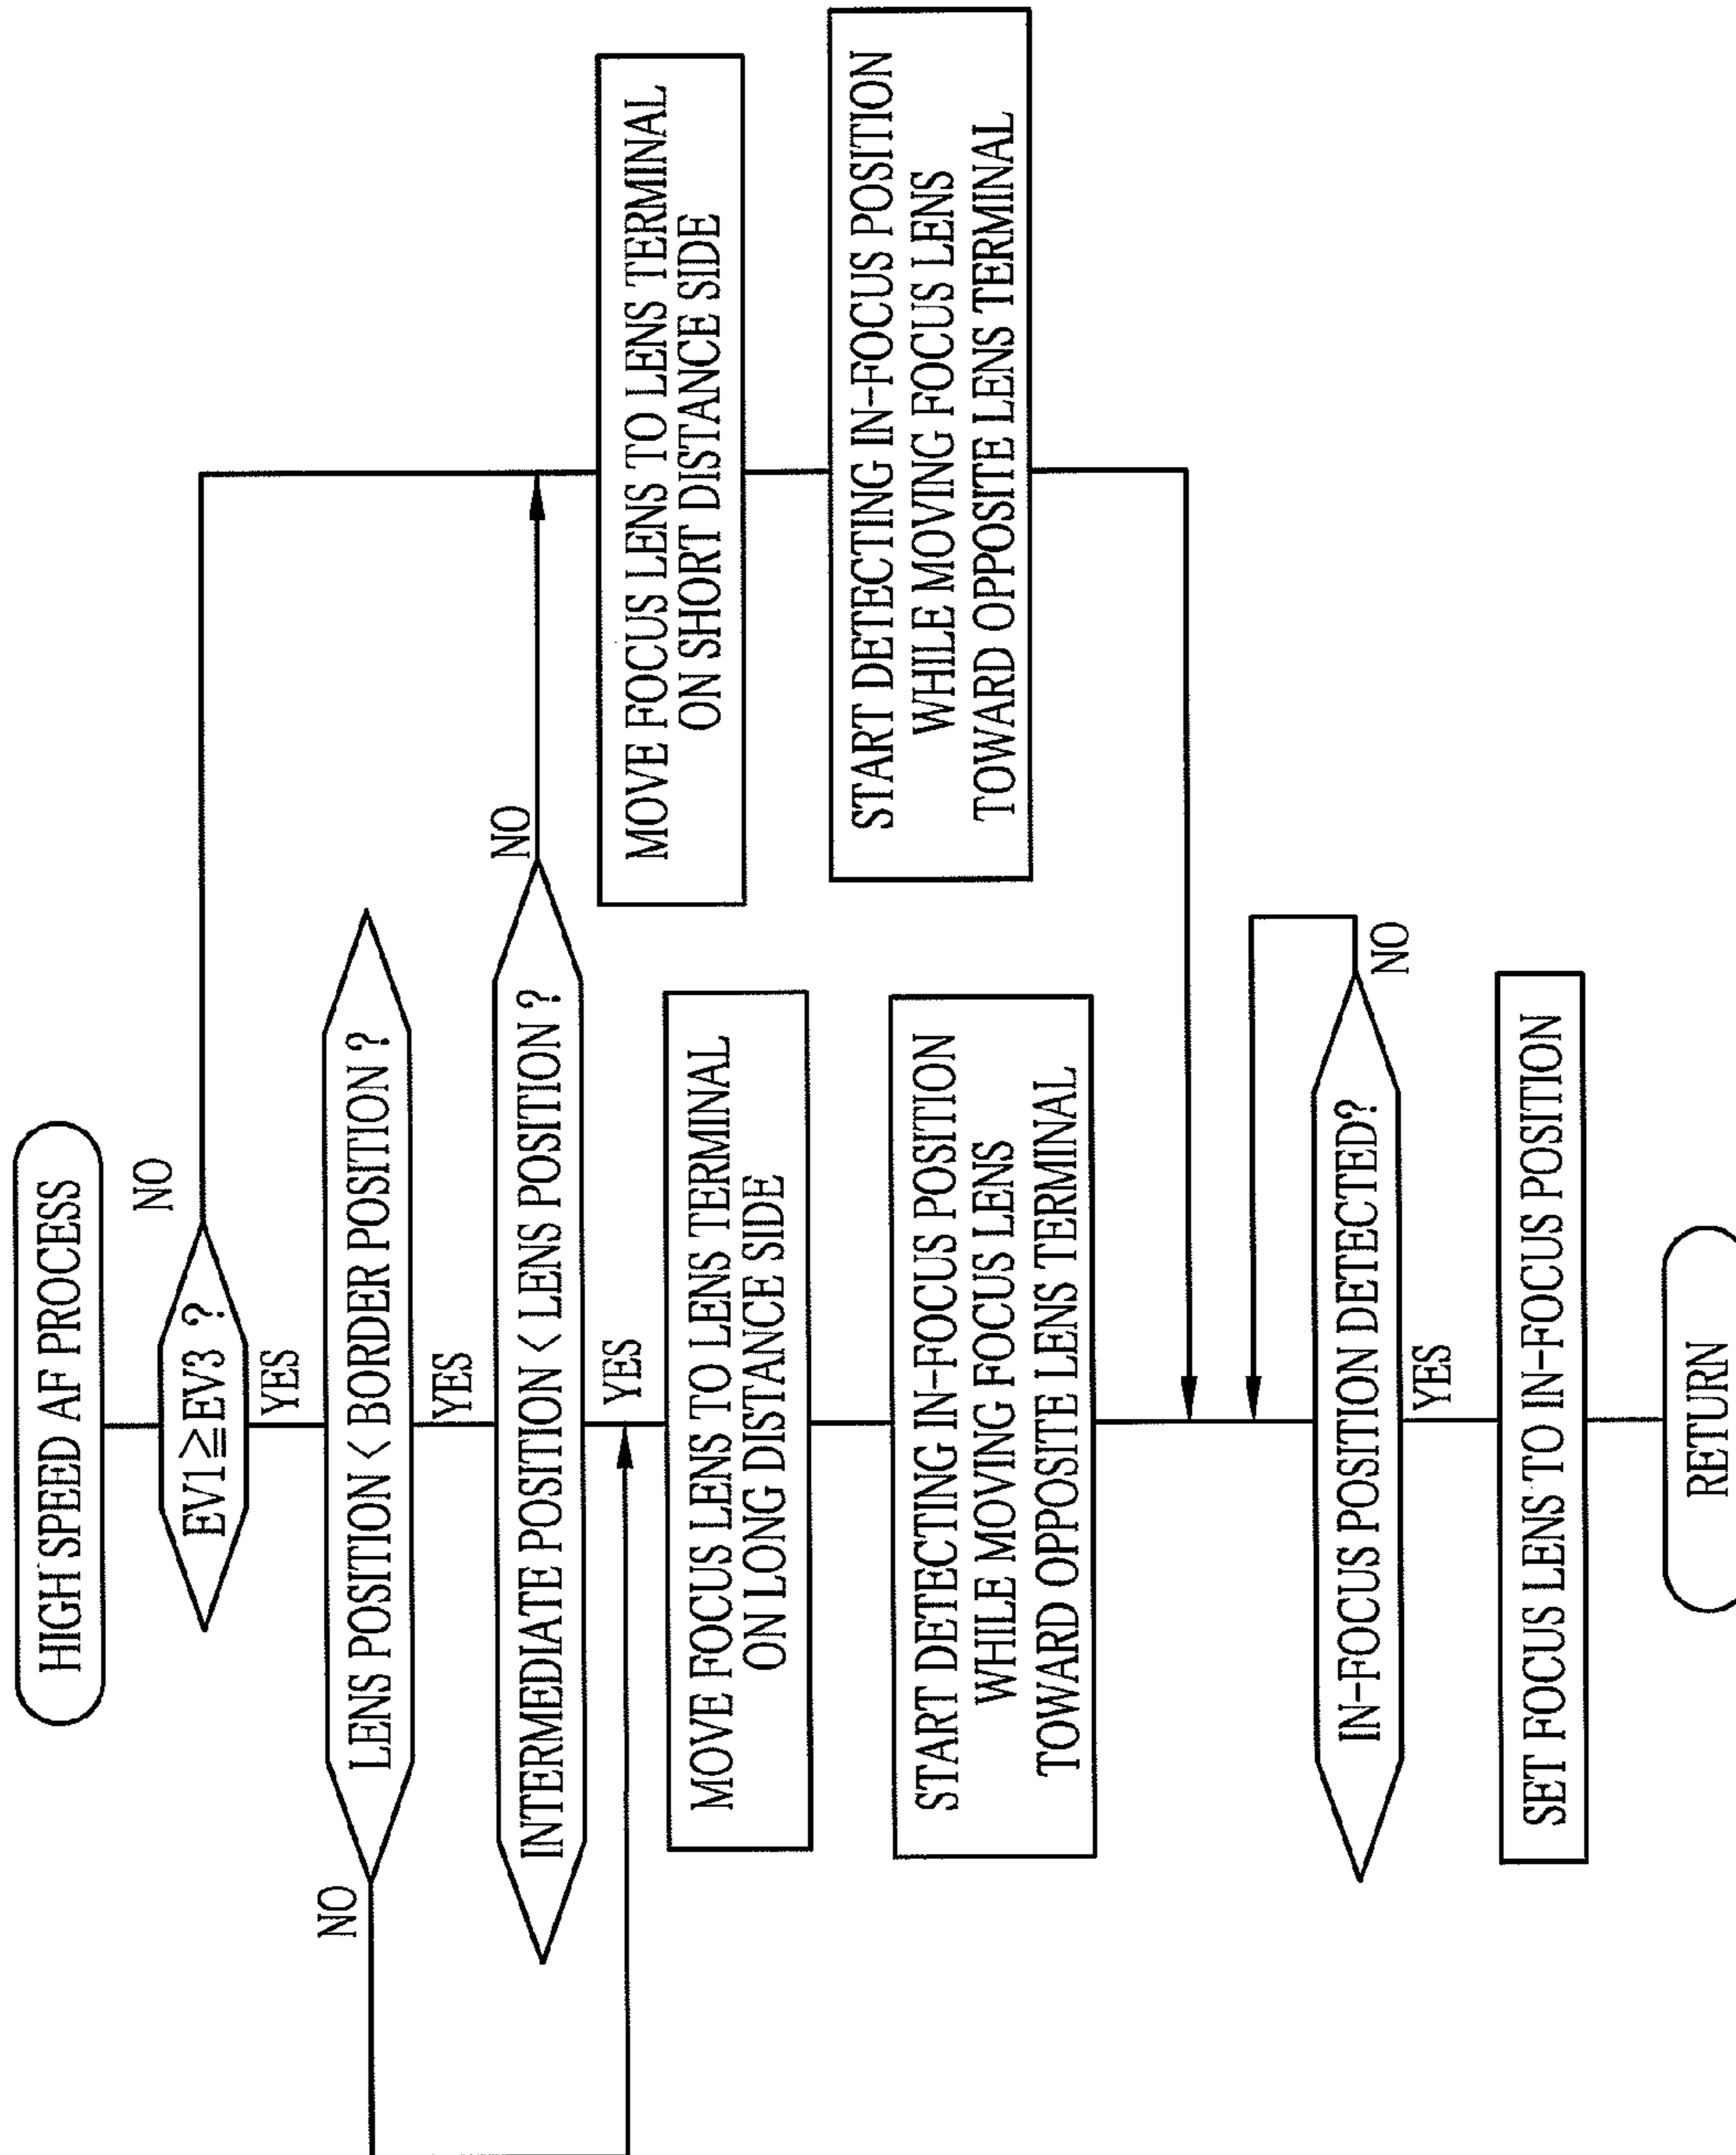 HIGH SPEED AF PROCESS
EV1≧EV3 ?
NO
YES
LENS POSITION < BORDER POSITION ?
NO
YES
INTERMEDIATE POSITION < LENS POSITION ?
NO
YES
MOVE FOCUS LENS TO LENS TERMINAL
ON LONG DISTANCE SIDE
START DETECTING IN-FOCUS POSITION
WHILE MOVING FOCUS LENS
TOWARD OPPOSITE LENS TERMINAL
MOVE FOCUS LENS TO LENS TERMINAL
ON SHORT DISTANCE SIDE
START DETECTING IN-FOCUS POSITION
WHILE MOVING FOCUS LENS
TOWARD OPPOSITE LENS TERMINAL
IN-FOCUS POSITION DETECTED?
NO
YES
SET FOCUS LENS TO IN-FOCUS POSITION
RETURN